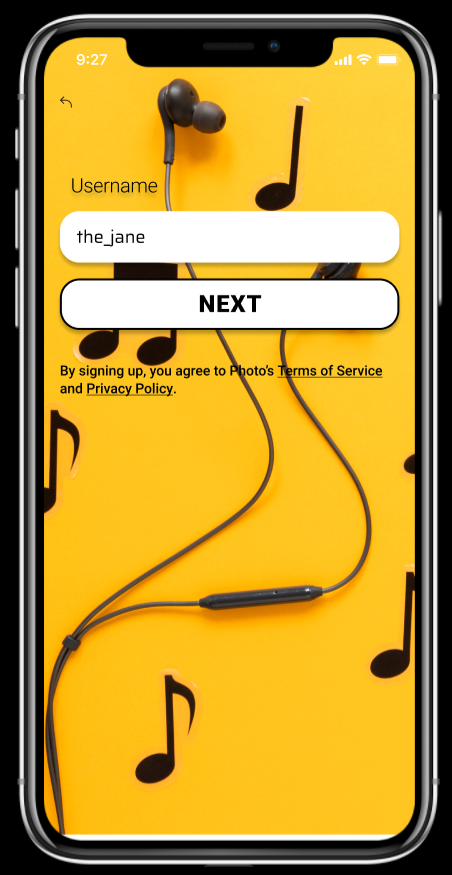 9:27
Username
the_jane
NEXT
By signing up, you agree to Photo’s Terms of Service
and Privacy Policy.